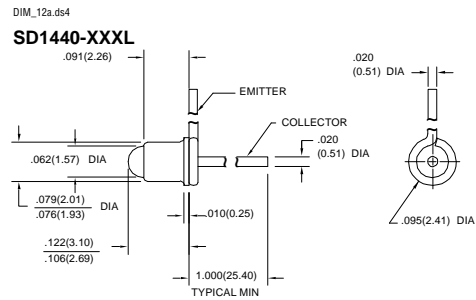 DIM_12a.ds4
SD1440-XXXL
.091(2.26)
.020
(0.51) DIA
EMITTER
COLLECTOR
.020
(0.51) DIA
.062(1.57) DIA
.079(2.01)
.076(1.93)
DIA
.010(0.25)
.095(2.41) DIA
.122(3.10)
.106(2.69)
1.000(25.40)
TYPICAL MIN